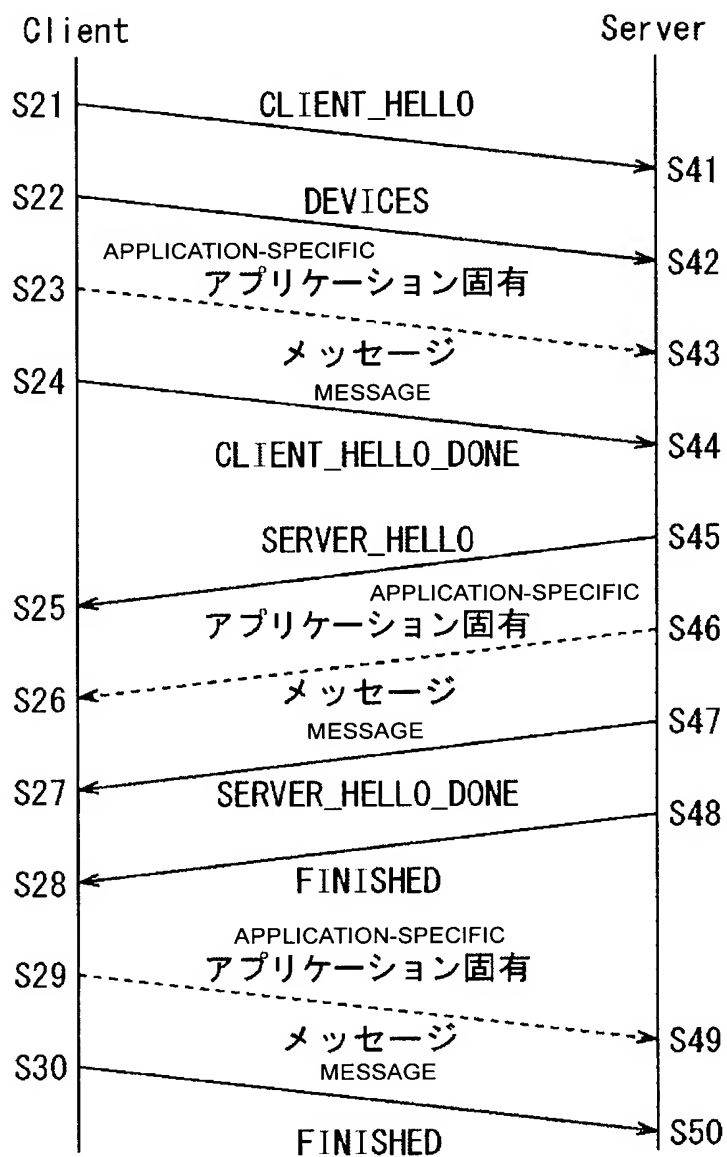 Client Server
S21 CLIENT_HELLO
S41
S22 DEVICES
S42
APPLICATION-SPECIFIC
S23 アプリケーション固有
メッセージ S43
S24 MESSAGE
CLIENT_HELLO_DONE S44
SERVER_HELLO S45
S25 APPLICATION-SPECIFIC
アプリケーション固有 S46
S26 メッセージ
MESSAGE S47
S27 SERVER_HELLO_DONE
S48
S28 FINISHED
APPLICATION-SPECIFIC
S29 アプリケーション固有
メッセージ S49
S30 MESSAGE
FINISHED S50